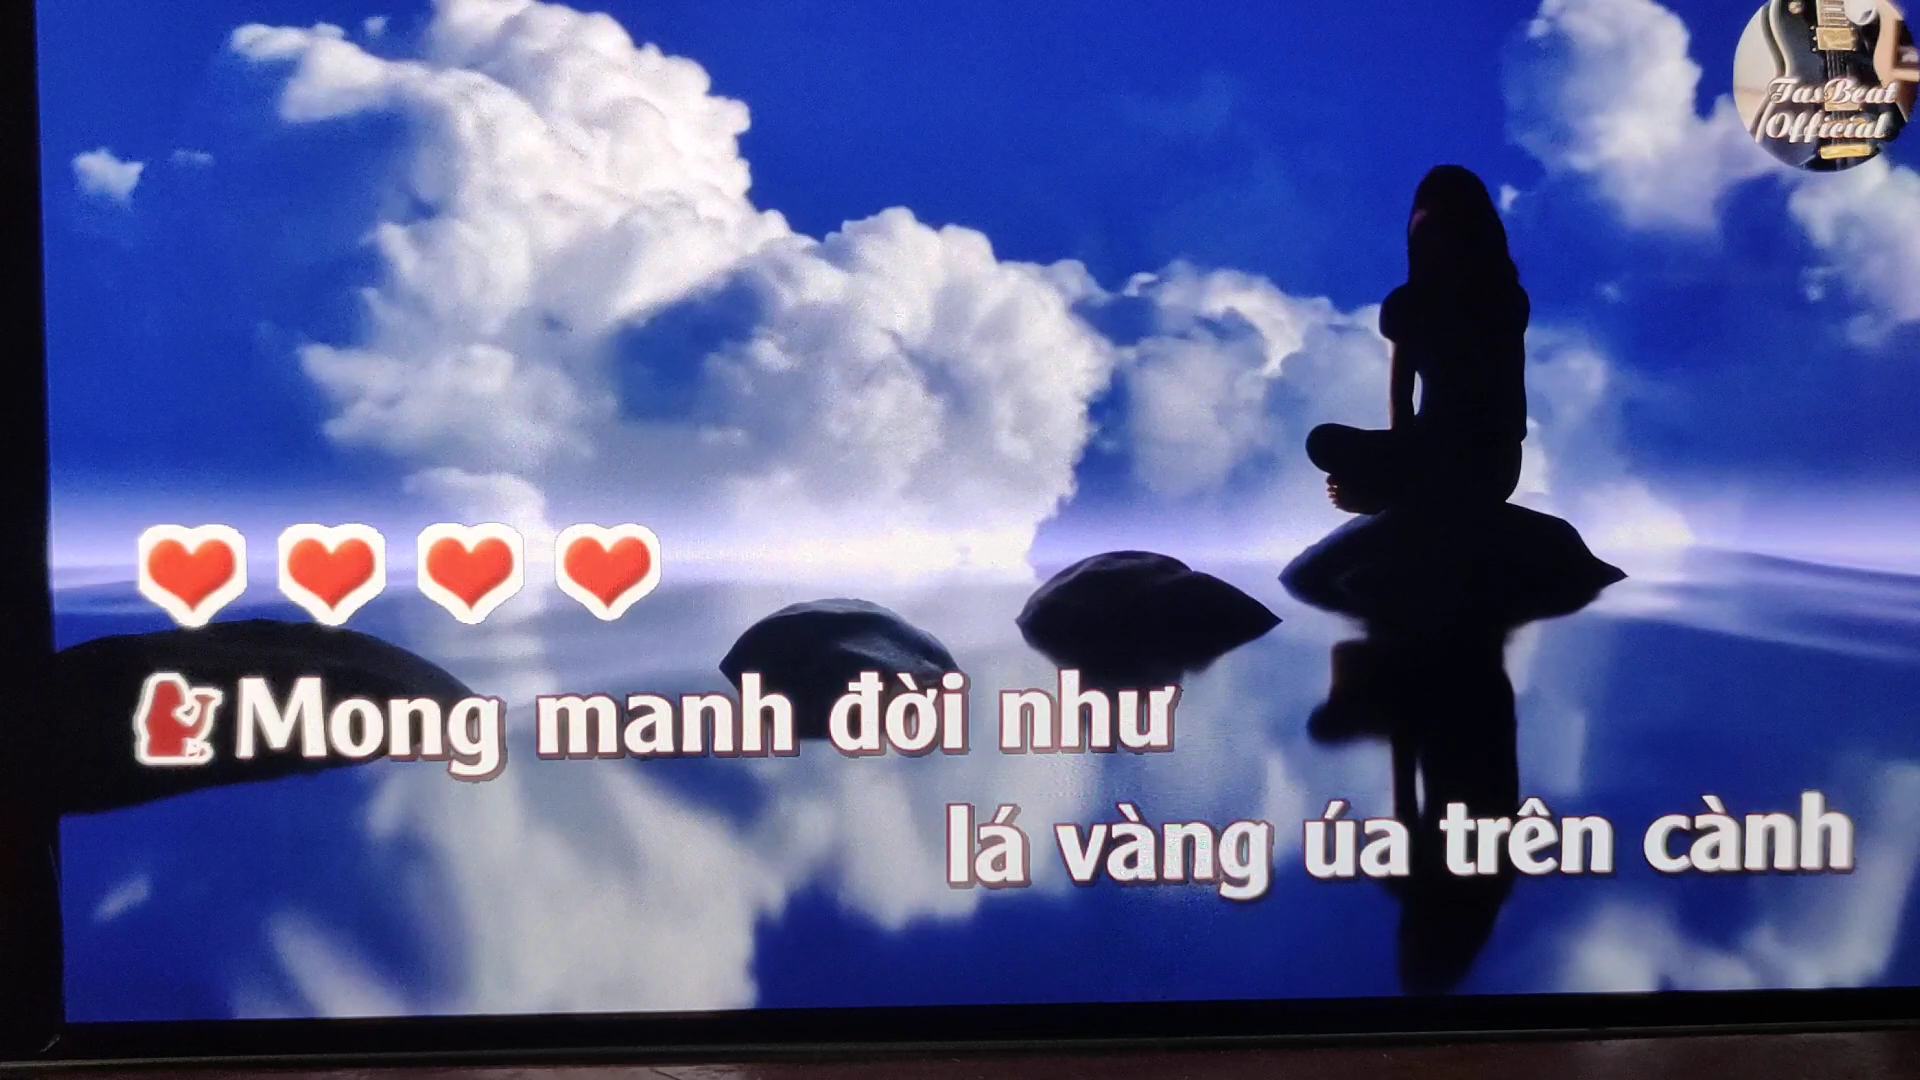 TasBeat
Official
Mong manh đời như
lá vàng úa trên cành